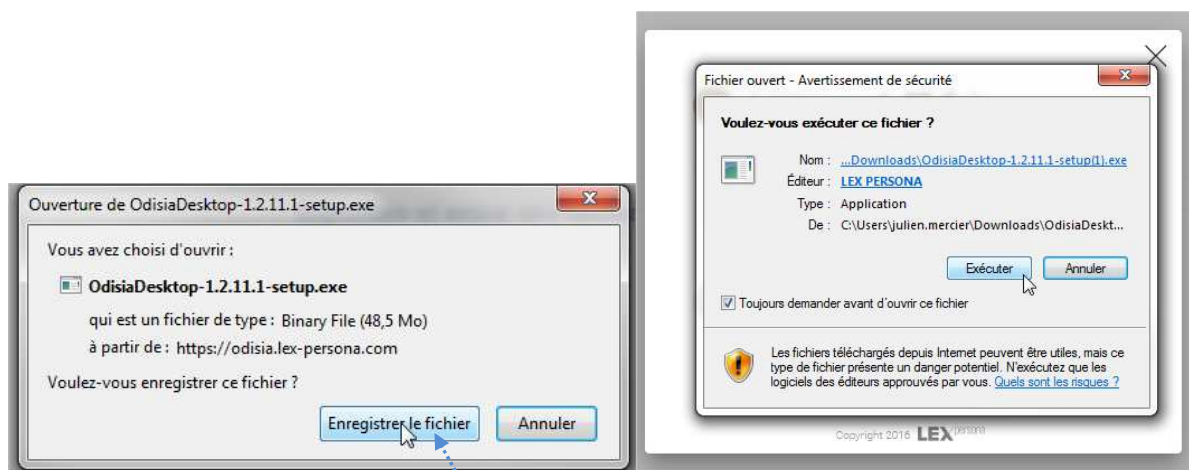 Ouverture de OdisiaDesktop-1.2.11.1-setup.exe
Vous avez choisi d'ouvrir :
OdisiaDesktop-1.2.11.1-setup.exe
qui est un fichier de type : Binary File (48,5 Mo)
à partir de : https://odisia.lex-persona.com
Voulez-vous enregistrer ce fichier ?
Enregistrer le fichier
Annuler
Fichier ouvert - Avertissement de sécurité
Voulez-vous exécuter ce fichier ?
Nom : ...Downloads\OdisiaDesktop-1.2.11.1-setup(1).exe
Éditeur : LEX PERSONA
Type : Application
De : C:\Users\julien.mercier\Downloads\OdisiaDeskt...
Exécuter
Annuler
Toujours demander avant d'ouvrir ce fichier
Les fichiers téléchargés depuis Internet peuvent être utiles, mais ce
type de fichier présente un danger potentiel. N'exécutez que les
logiciels des éditeurs approuvés par vous. Quels sont les risques ?
Copyright 2016 LEX persona